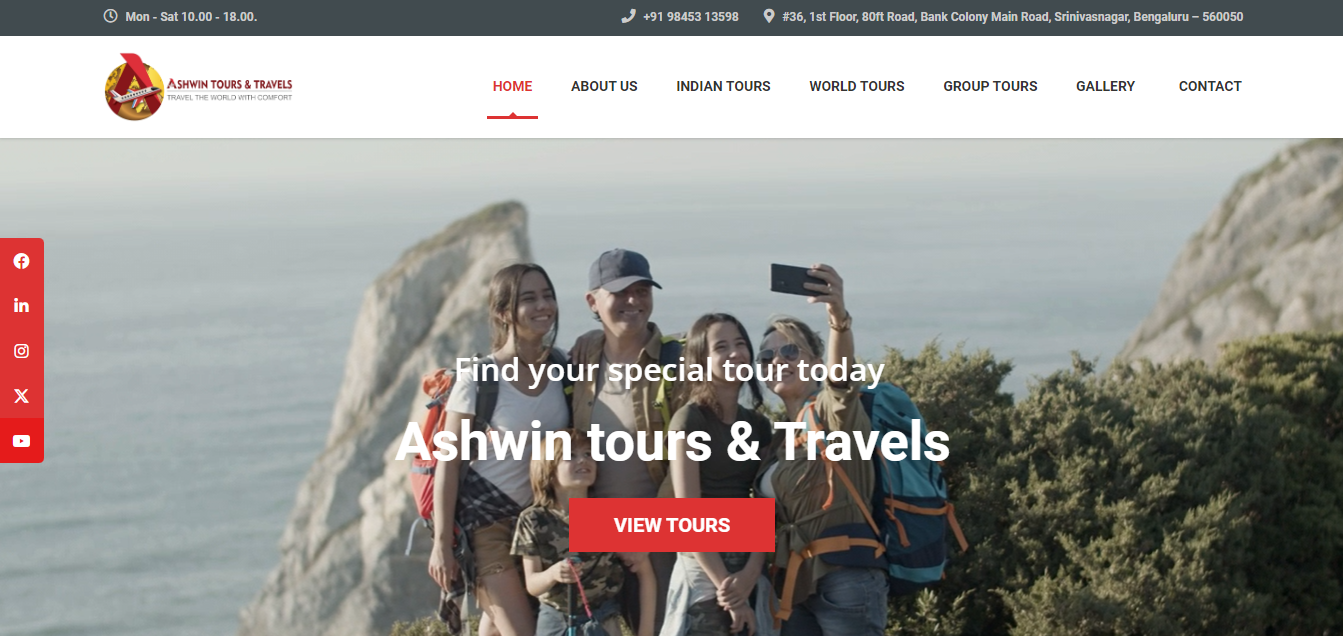 Mon - Sat 10.00 - 18.00.
+91 98453 13598
#36, 1st Floor, 80ft Road, Bank Colony Main Road, Srinivasnagar, Bengaluru – 560050
ASHWIN TOURS & TRAVELS
TRAVEL THE WORLD WITH COMFORT
HOME
ABOUT US
INDIAN TOURS
WORLD TOURS
GROUP TOURS
GALLERY
CONTACT
Find your special tour today
Ashwin tours & Travels
VIEW TOURS